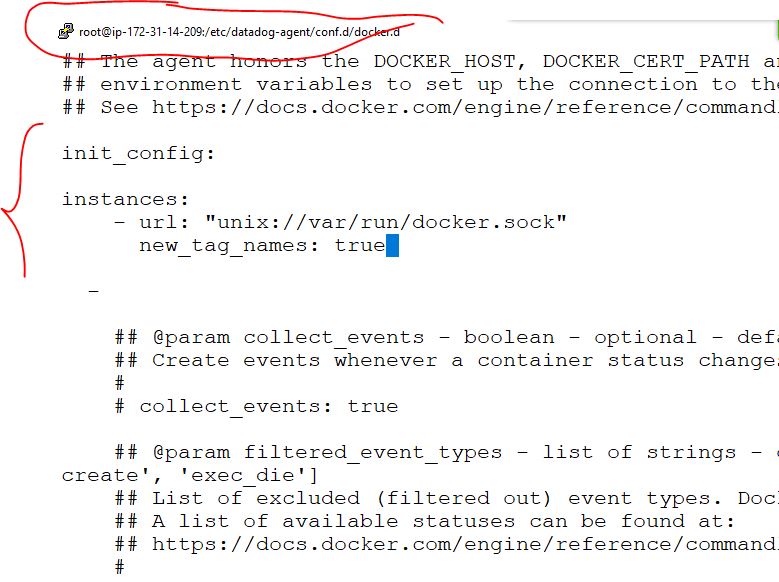 root@ip-172-31-14-209:/etc/datadog-agent/conf.d/docker.d
## The agent honors the DOCKER_HOST, DOCKER_CERT_PATH
## environment variables to set up the connection to the
## See https://docs.docker.com/engine/reference/command
init_config:
instances:
- url: "unix://var/run/docker.sock"
new_tag_names: true
-
## @param collect_events - boolean - optional -
## Create events whenever a container status changes
#
# collect_events: true
## @param filtered_event_types - list of strings -
create', 'exec_die']
## List of excluded (filtered out) event types.
## A list of available statuses can be found at:
## https://docs.docker.com/engine/reference/command
#